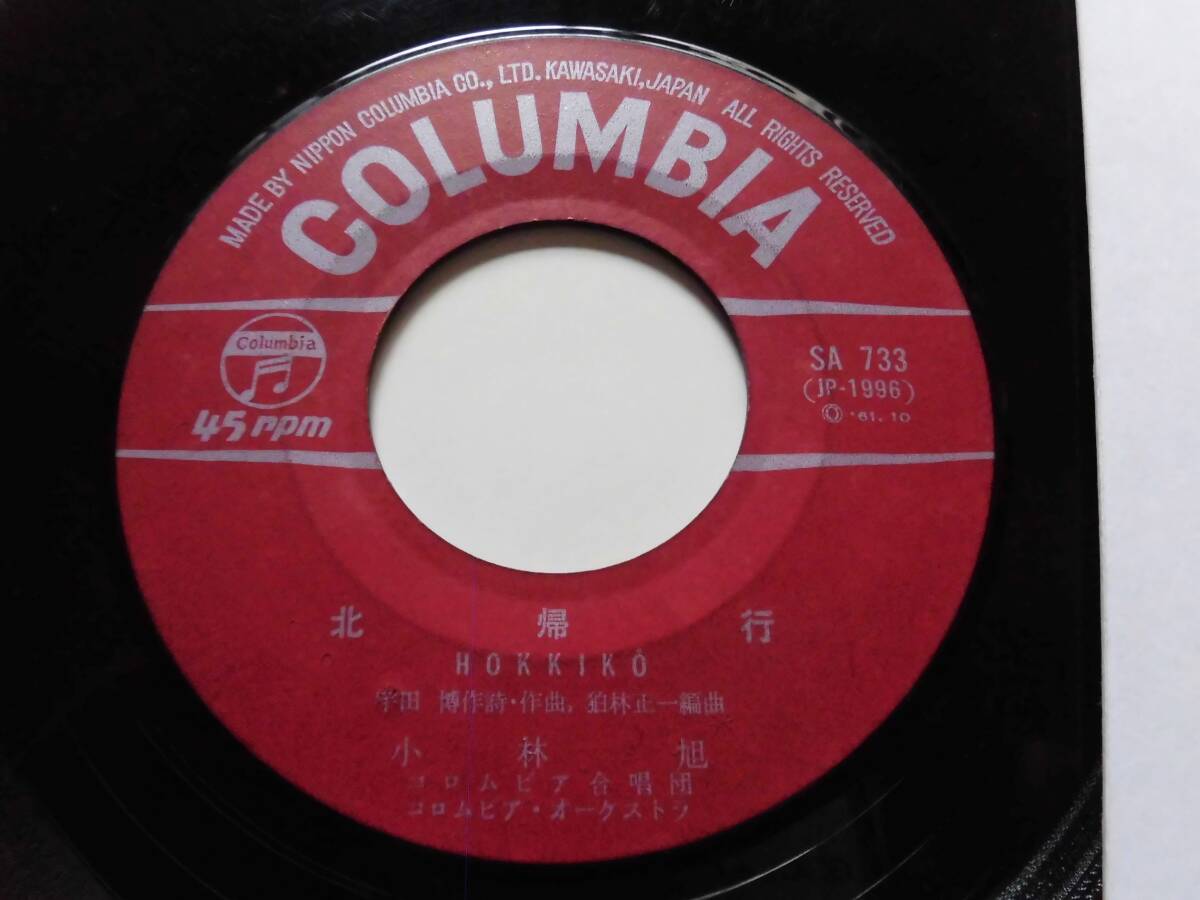 MADE BY NIPPON COLUMBIA CO., LTD. KAWASAKI, JAPAN ALL RIGHTS RESERVED
COLUMBIA
Columbia
45 rpm
SA 733
(JP-1996)
Ⓒ '61. 10
北帰行
HOKKIKŌ
宇田 博作詩・作曲, 狛林正一編曲
小林旭
コロムビア合唱団
コロムビア・オーケストラ